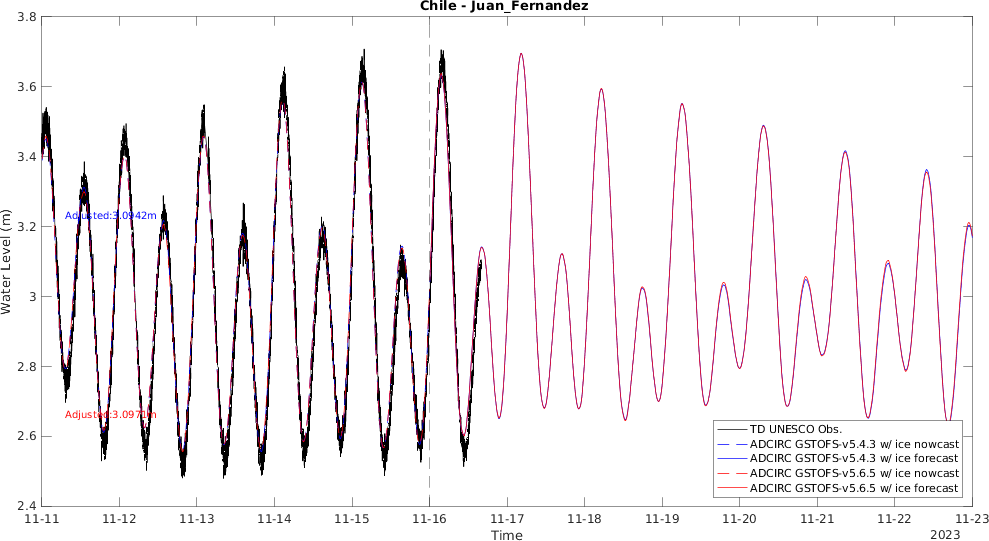 Chile - Juan_Fernandez
Water Level (m)
3.8
3.6
3.4
3.2
3
2.8
2.6
2.4
Adjusted:3.0942m
Adjusted:3.0971m
TD UNESCO Obs.
ADCIRC GSTOFS-v5.4.3 w/ ice nowcast
ADCIRC GSTOFS-v5.4.3 w/ ice forecast
ADCIRC GSTOFS-v5.6.5 w/ ice nowcast
ADCIRC GSTOFS-v5.6.5 w/ ice forecast
11-11 11-12 11-13 11-14 11-15 11-16 11-17 11-18 11-19 11-20 11-21 11-22 11-23
Time
2023